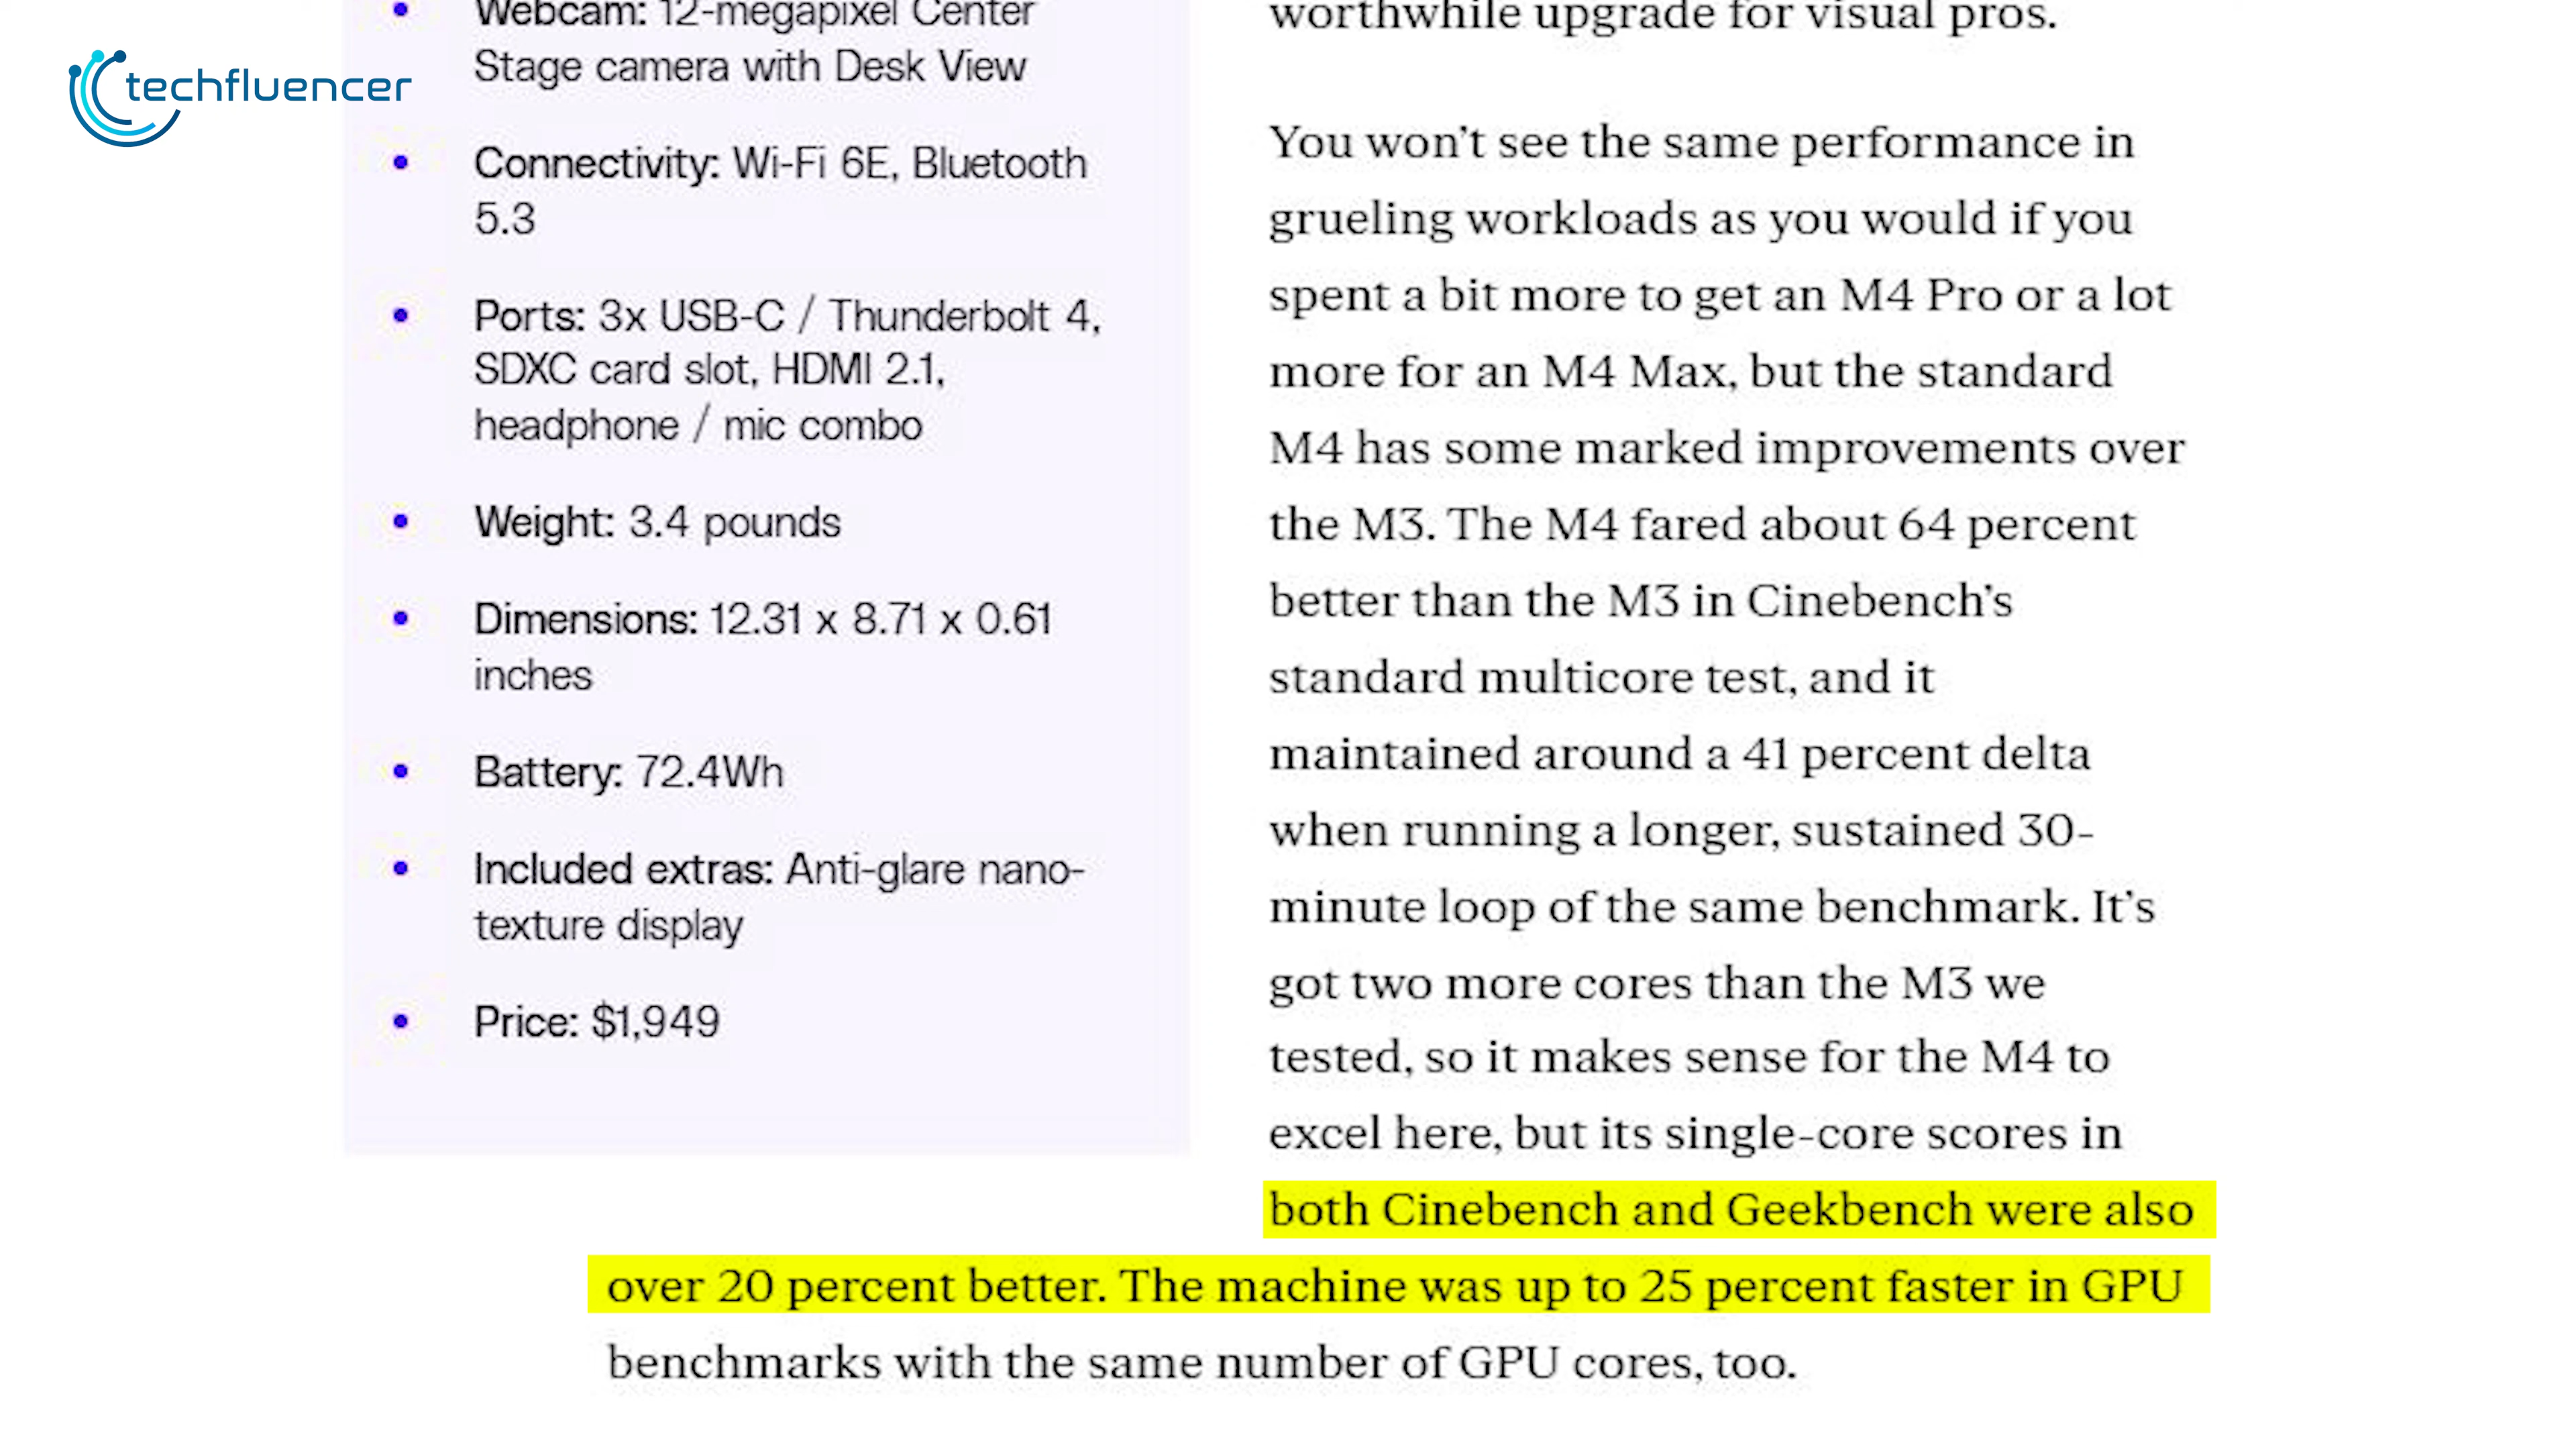 techfluencer
Webcam: 12-megapixel Center
Stage camera with Desk View
Connectivity: Wi-Fi 6E, Bluetooth
5.3
Ports: 3x USB-C / Thunderbolt 4,
SDXC card slot, HDMI 2.1,
headphone / mic combo
Weight: 3.4 pounds
Dimensions: 12.31 x 8.71 x 0.61
inches
Battery: 72.4Wh
Included extras: Anti-glare nano-
texture display
Price: $1,949
worthwhile upgrade for visual pros.
You won’t see the same performance in
grueling workloads as you would if you
spent a bit more to get an M4 Pro or a lot
more for an M4 Max, but the standard
M4 has some marked improvements over
the M3. The M4 fared about 64 percent
better than the M3 in Cinebench’s
standard multicore test, and it
maintained around a 41 percent delta
when running a longer, sustained 30-
minute loop of the same benchmark. It’s
got two more cores than the M3 we
tested, so it makes sense for the M4 to
excel here, but its single-core scores in
both Cinebench and Geekbench were also
over 20 percent better. The machine was up to 25 percent faster in GPU
benchmarks with the same number of GPU cores, too.